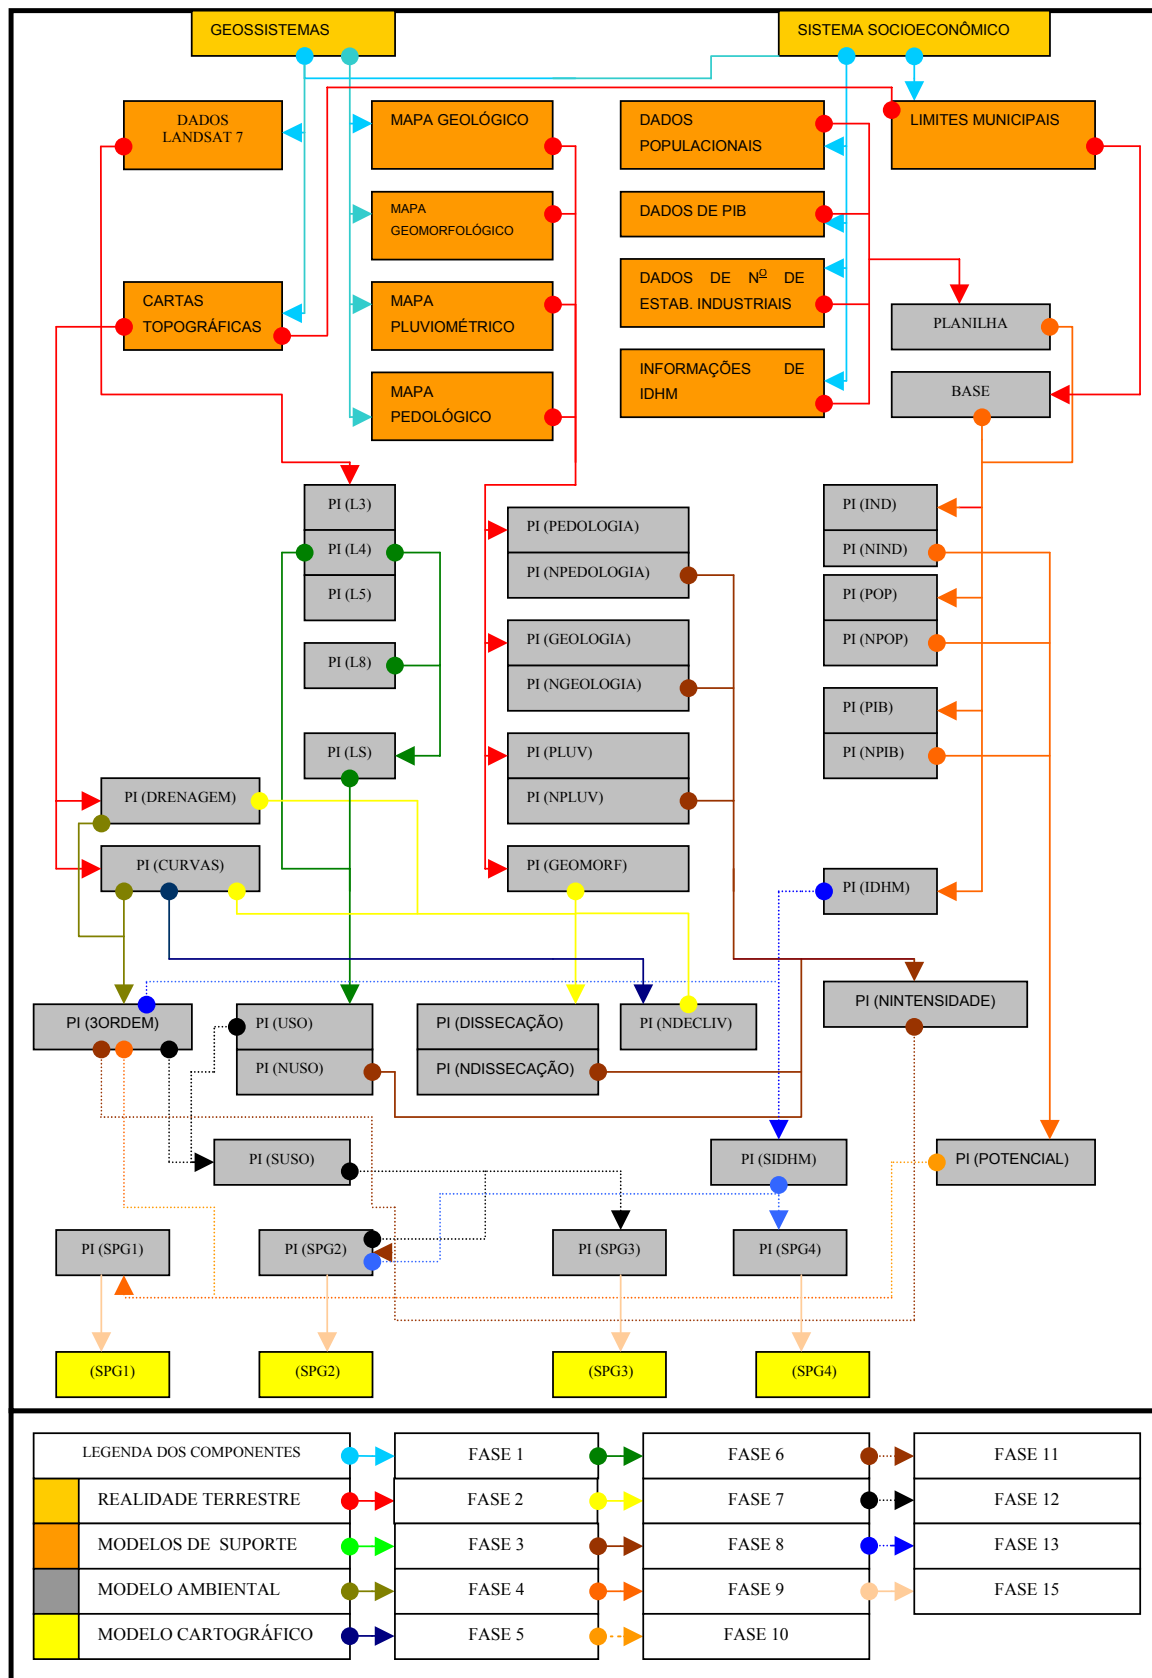 GEOSSISTEMAS
SISTEMA SOCIOECONÔMICO
DADOS
LANDSAT 7
MAPA GEOLÓGICO
DADOS
POPULACIONAIS
LIMITES MUNICIPAIS
MAPA
GEOMORFOLÓGICO
DADOS DE PIB
CARTAS
TOPOGRÁFICAS
MAPA
PLUVIOMÉTRICO
DADOS DE Nº DE
ESTAB. INDUSTRIAIS
PLANILHA
MAPA
PEDOLÓGICO
INFORMAÇÕES DE
IDHM
BASE
PI (L3)
PI (L4)
PI (L5)
PI (L8)
PI (LS)
PI (PEDOLOGIA)
PI (NPEDOLOGIA)
PI (GEOLOGIA)
PI (NGEOLOGIA)
PI (PLUV)
PI (NPLUV)
PI (GEOMORF)
PI (IND)
PI (NIND)
PI (POP)
PI (NPOP)
PI (PIB)
PI (NPIB)
PI (IDHM)
PI (DRENAGEM)
PI (CURVAS)
PI (3ORDEM)
PI (USO)
PI (NUSO)
PI (DISSECAÇÃO)
PI (NDISSECAÇÃO)
PI (NDECLIV)
PI (NINTENSIDADE)
PI (SUSO)
PI (SIDHM)
PI (POTENCIAL)
PI (SPG1)
PI (SPG2)
PI (SPG3)
PI (SPG4)
(SPG1)
(SPG2)
(SPG3)
(SPG4)
LEGENDA DOS COMPONENTES
FASE 1
FASE 6
FASE 11
REALIDADE TERRESTRE
FASE 2
FASE 7
FASE 12
MODELOS DE SUPORTE
FASE 3
FASE 8
FASE 13
MODELO AMBIENTAL
FASE 4
FASE 9
FASE 15
MODELO CARTOGRÁFICO
FASE 5
FASE 10